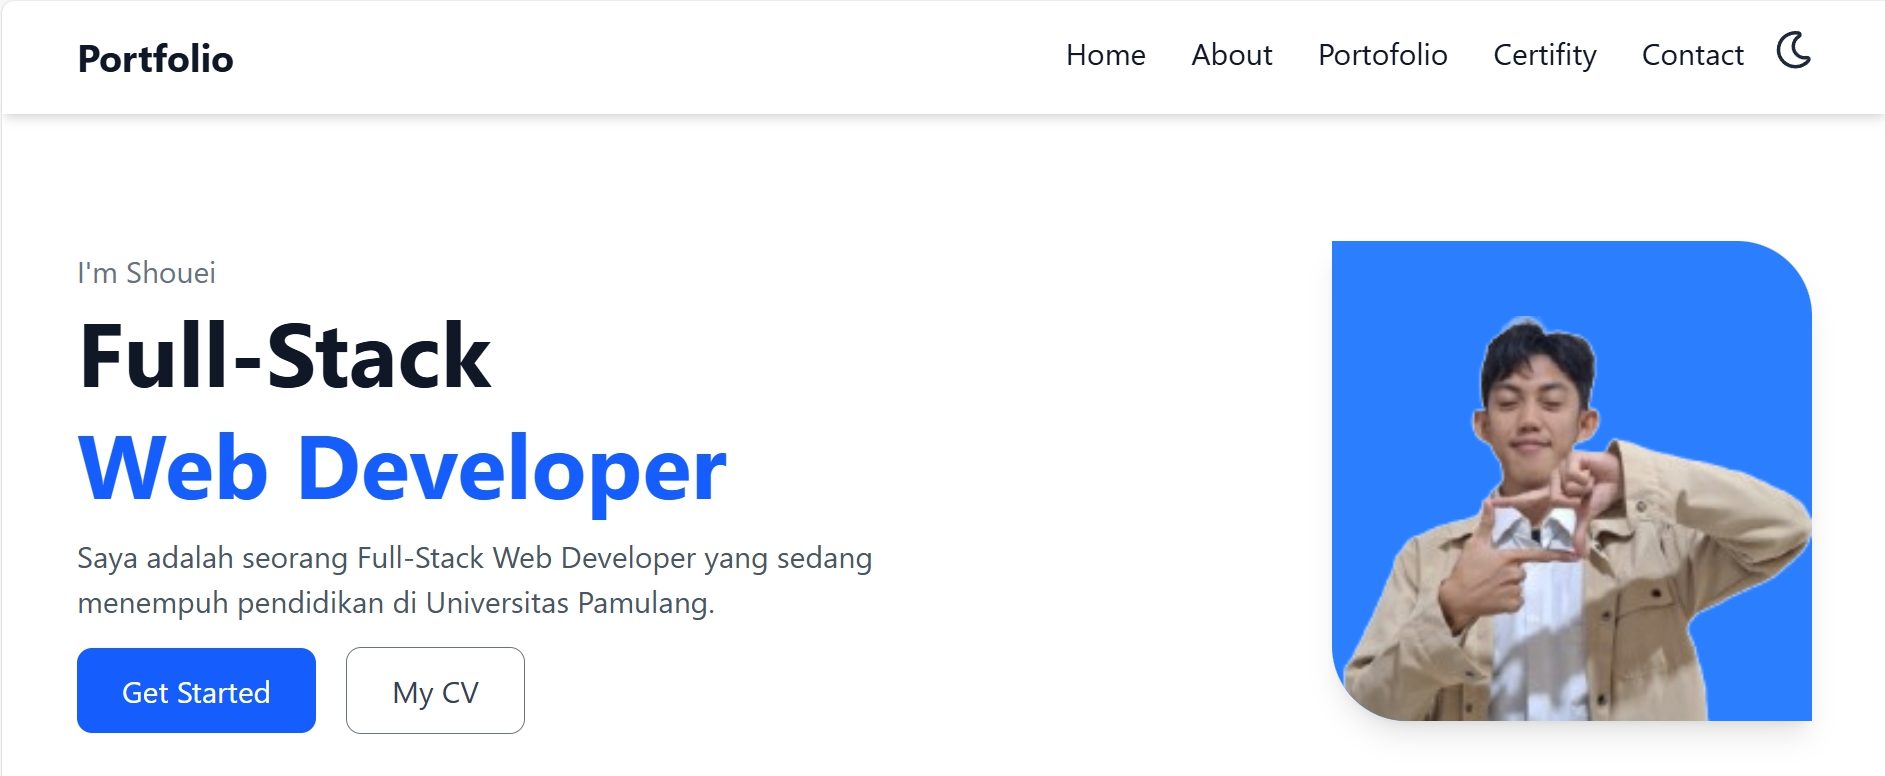 Portfolio
Home About Portofolio Certifity Contact
I'm Shouei
Full-Stack
Web Developer
Saya adalah seorang Full-Stack Web Developer yang sedang
menempuh pendidikan di Universitas Pamulang.
Get Started My CV